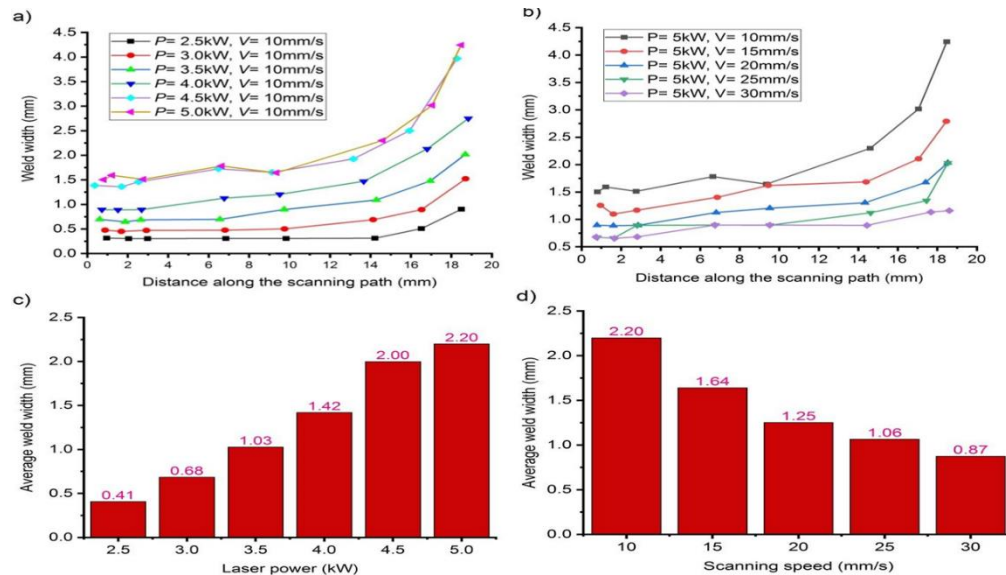 a)
P= 2.5kW, V= 10mm/s
P= 3.0kW, V= 10mm/s
P= 3.5kW, V= 10mm/s
P= 4.0kW, V= 10mm/s
P= 4.5kW, V= 10mm/s
P= 5.0kW, V= 10mm/s
Weld width (mm)
4.5
4.0
3.5
3.0
2.5
2.0
1.5
1.0
0.5
0.0
0 2 4 6 8 10 12 14 16 18 20
Distance along the scanning path (mm)
b)
P= 5kW, V= 10mm/s
P= 5kW, V= 15mm/s
P= 5kW, V= 20mm/s
P= 5kW, V= 25mm/s
P= 5kW, V= 30mm/s
Weld width (mm)
4.5
4.0
3.5
3.0
2.5
2.0
1.5
1.0
0.5
0 2 4 6 8 10 12 14 16 18 20
Distance along the scanning path (mm)
c)
Average weld width (mm)
2.5
2.0
1.5
1.0
0.5
0.0
0.41
0.68
1.03
1.42
2.00
2.20
2.5 3.0 3.5 4.0 4.5 5.0
Laser power (kW)
d)
Average weld width (mm)
2.5
2.0
1.5
1.0
0.5
0.0
2.20
1.64
1.25
1.06
0.87
10 15 20 25 30
Scanning speed (mm/s)